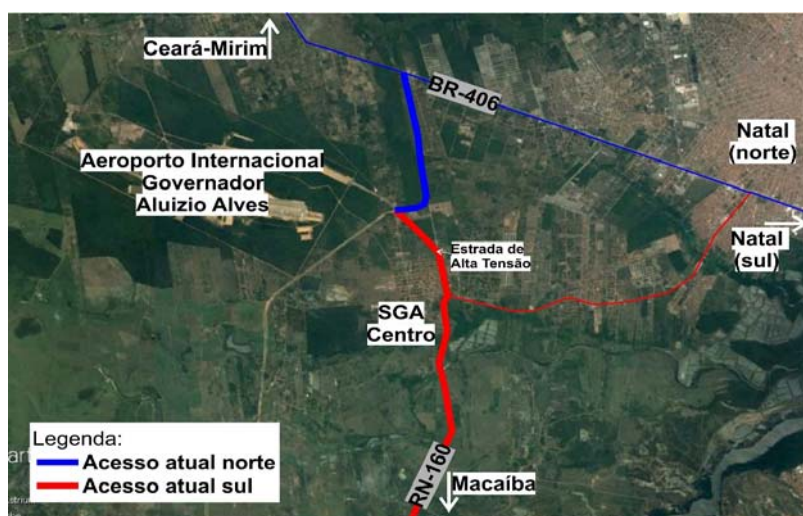 Ceará-Mirim
BR-406
Natal
(norte)
Aeroporto Internacional
Governador
Aluizio Alves
Natal
(sul)
Estrada de
Alta Tensão
SGA
Centro
Legenda:
Acesso atual norte
Acesso atual sul
RN-160
Macaíba